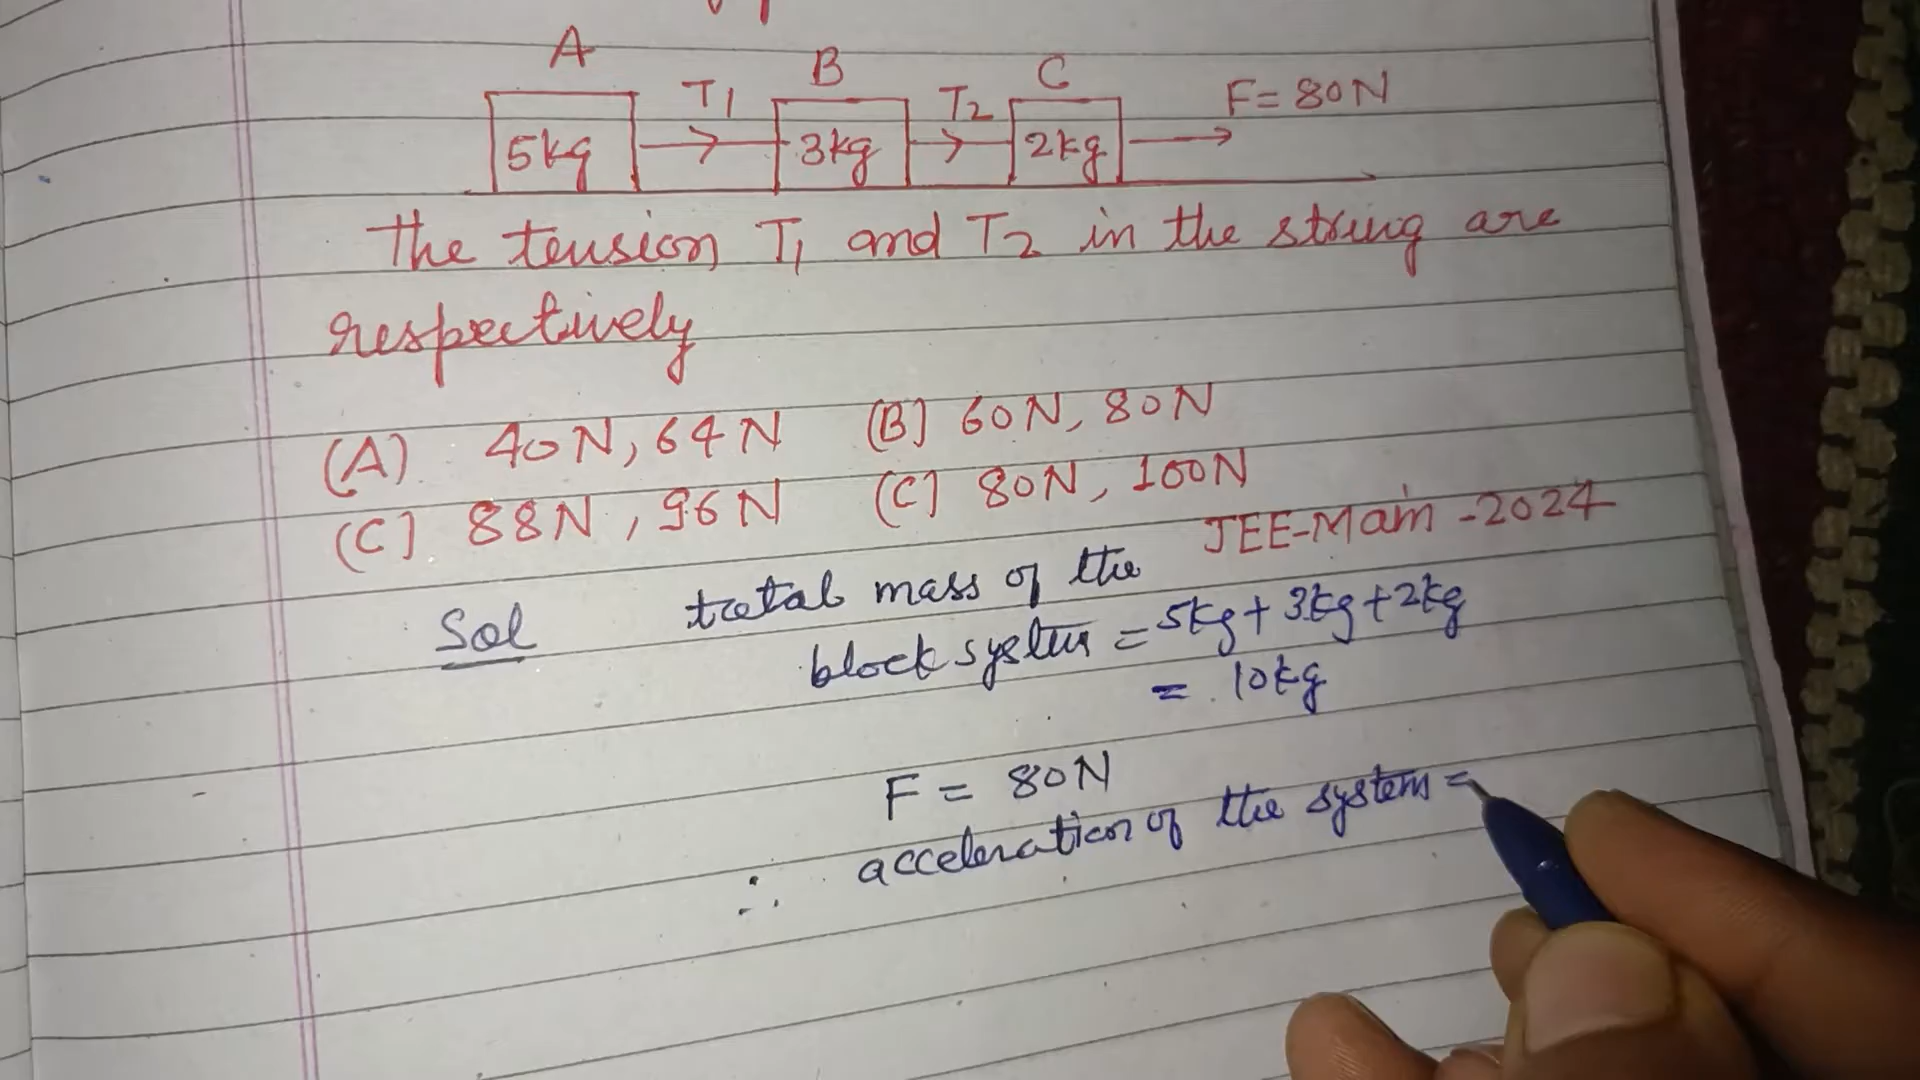 A B C
T1 T2 F= 80N
5kg 3kg 2kg
the tension T1 and T2 in the string are
respectively
(A) 40N, 64N (B) 60N, 80N
(C) 88N, 96N (C) 80N, 100N
JEE-Main -2024
Sol total mass of the
block system = 5kg + 3kg + 2kg
= 10kg
F = 80N
∴ acceleration of the system =